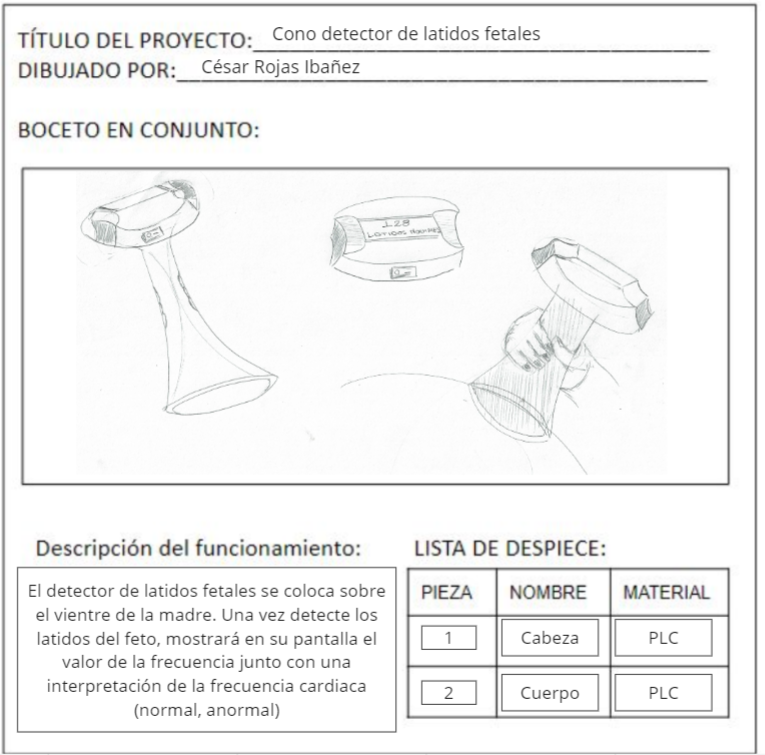 TÍTULO DEL PROYECTO: Cono detector de latidos fetales
DIBUJADO POR: César Rojas Ibañez
BOCETO EN CONJUNTO:
128
Descripción del funcionamiento:
El detector de latidos fetales se coloca sobre
el vientre de la madre. Una vez detecte los
latidos del feto, mostrará en su pantalla el
valor de la frecuencia junto con una
interpretación de la frecuencia cardiaca
(normal, anormal)
LISTA DE DESPIECE:
PIEZA NOMBRE MATERIAL
1 Cabeza PLC
2 Cuerpo PLC